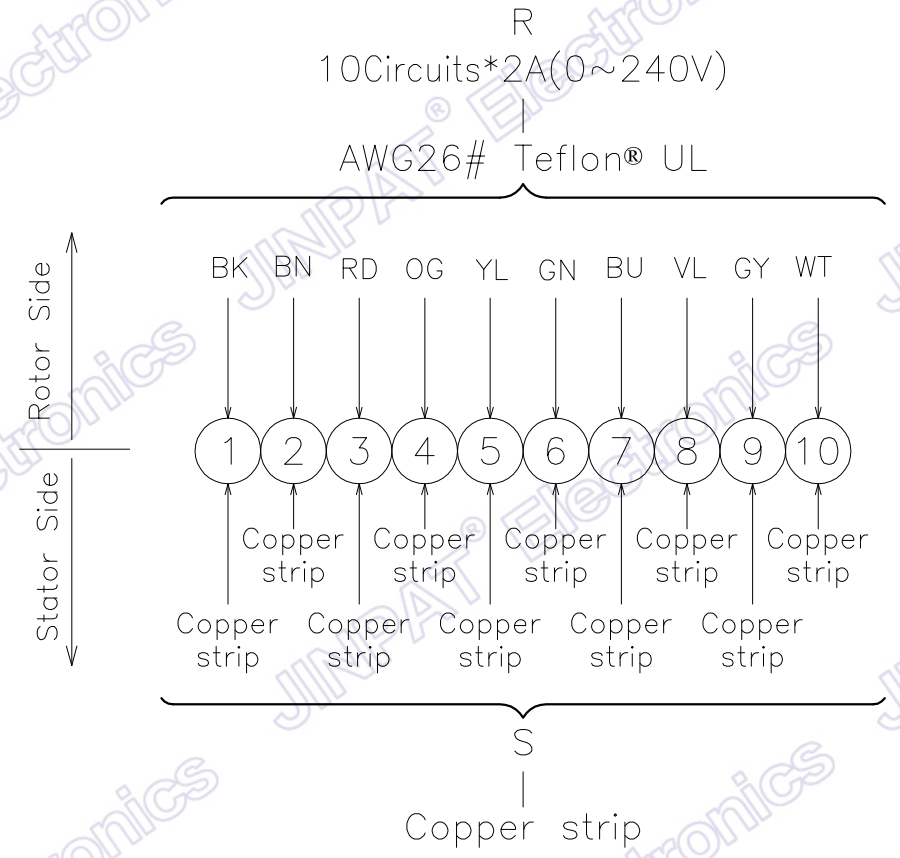 R
10Circuits*2A(0~240V)
AWG26# Teflon® UL
BK BN RD OG YL GN BU VL GY WT
Rotor Side
1 2 3 4 5 6 7 8 9 10
Stator Side
Copper strip
Copper strip
Copper strip
Copper strip
Copper strip
Copper strip
Copper strip
Copper strip
Copper strip
Copper strip
S
Copper strip
JINPAT® Electronics